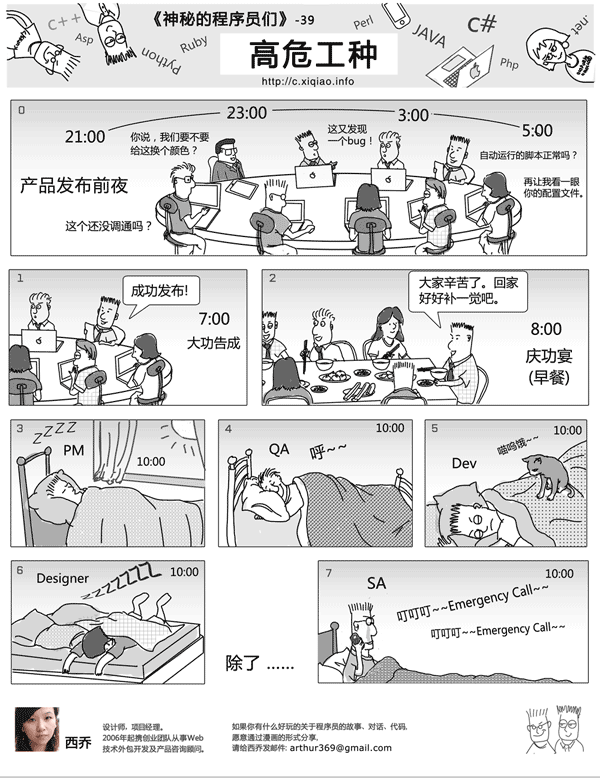 《神秘的程序员们》-39
高危工种
http://c.xiqiao.info
C++
Asp
Python
Ruby
Perl
JAVA
C#
Php
.net
0
21:00
23:00
3:00
5:00
产品发布前夜
你说，我们要不要
给这换个颜色？
这又发现
一个bug！
自动运行的脚本正常吗？
再让我看一眼
你的配置文件。
这个还没调通吗？
1
成功发布！
7:00
大功告成
2
大家辛苦了。回家
好好补一觉吧。
8:00
庆功宴
(早餐)
3
ZZZZZ
PM
10:00
4
QA
呼~~
10:00
5
Dev
喵呜饿~~
10:00
6
Designer
ZZZZZZZ
10:00
除了 ......
7
SA
10:00
叮叮叮~~Emergency Call~~
叮叮叮~~Emergency Call~~
西乔
设计师、项目经理。
2006年起携创业团队从事Web
技术外包开发及产品咨询顾问。
如果你有什么好玩的关于程序员的故事、对话、代码，
愿意通过漫画的形式分享，
请给西乔发邮件: arthur369@gmail.com